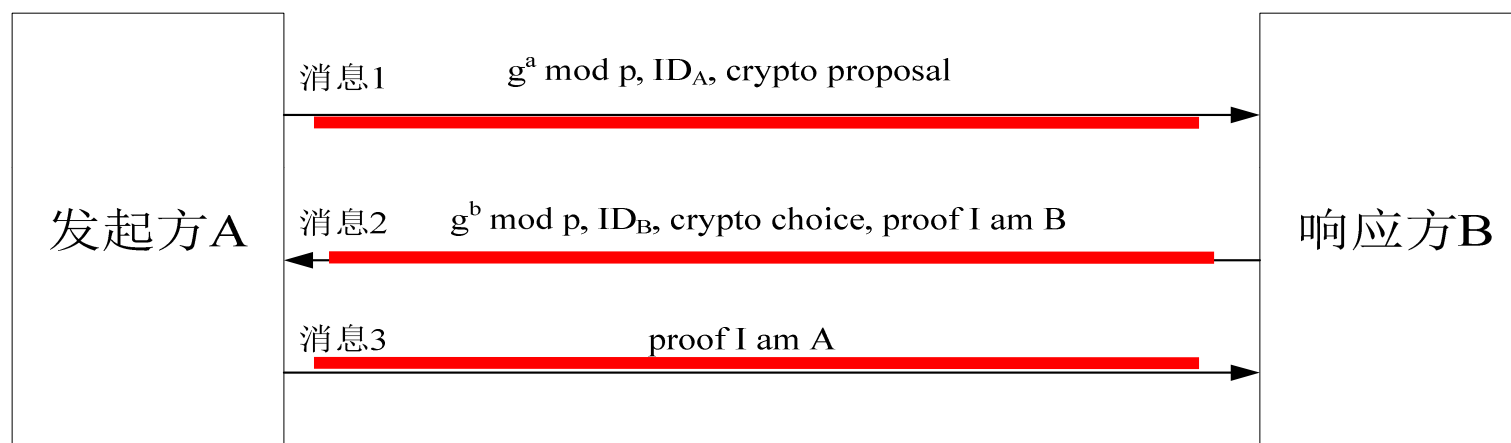 消息1
g^a mod p, ID_A, crypto proposal
发起方A
消息2
g^b mod p, ID_B, crypto choice, proof I am B
响应方B
消息3
proof I am A